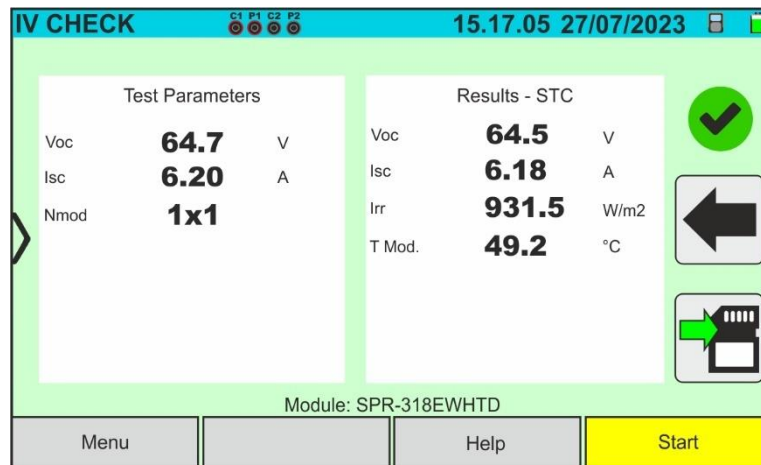 IV CHECK C1 P1 C2 P2 15.17.05 27/07/2023
Test Parameters
Voc 64.7 V
Isc 6.20 A
Nmod 1x1
Results - STC
Voc 64.5 V
Isc 6.18 A
Irr 931.5 W/m2
T Mod. 49.2 °C
Module: SPR-318EWHTD
Menu Help Start